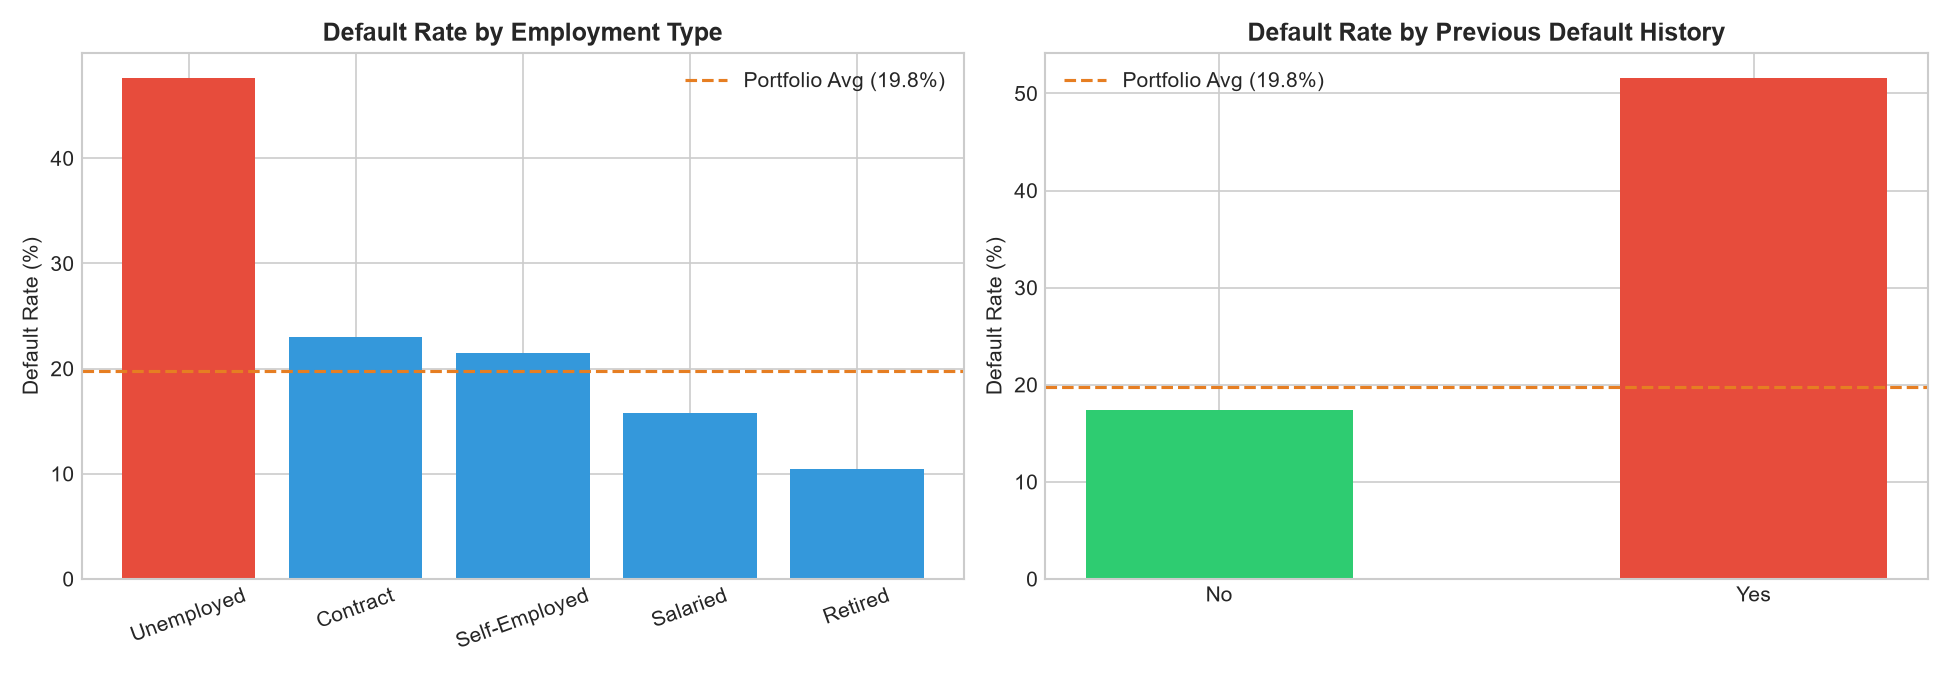 Default Rate by Employment Type
Portfolio Avg (19.8%)
Default Rate (%)
40
30
20
10
0
Unemployed
Contract
Self-Employed
Salaried
Retired
Default Rate by Previous Default History
Portfolio Avg (19.8%)
Default Rate (%)
50
40
30
20
10
0
No
Yes